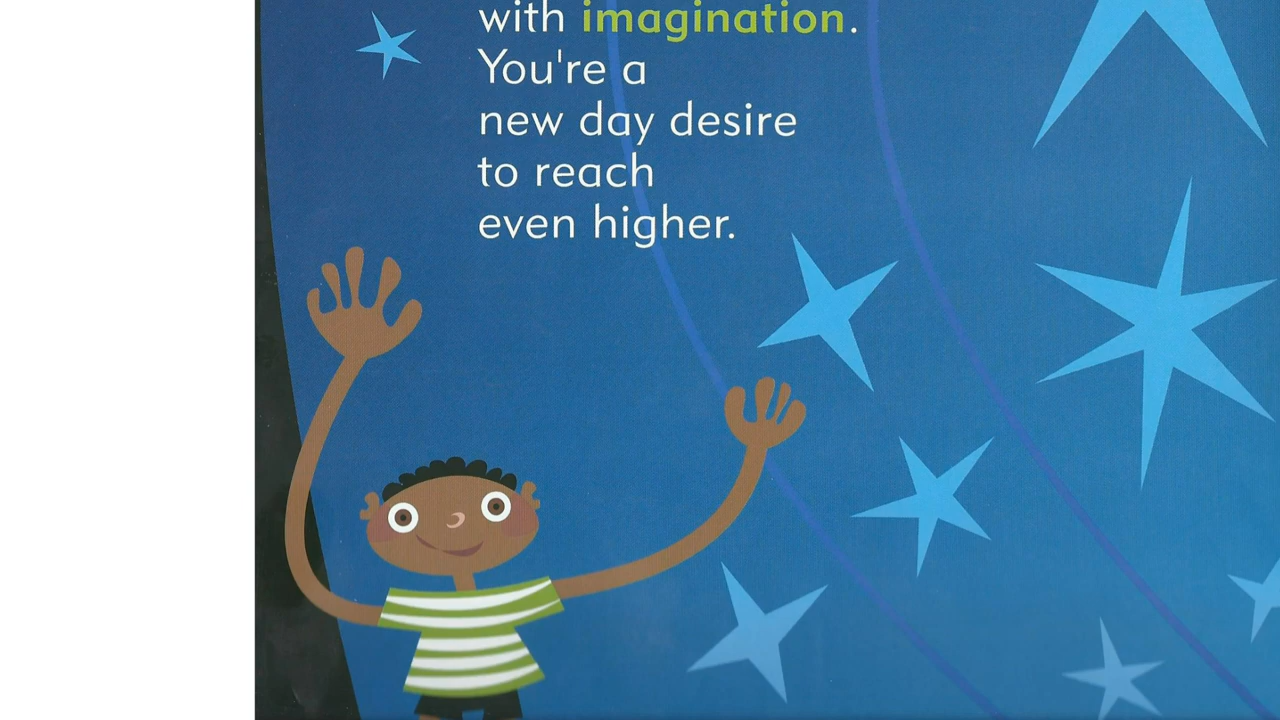 with imagination.
You're a
new day desire
to reach
even higher.